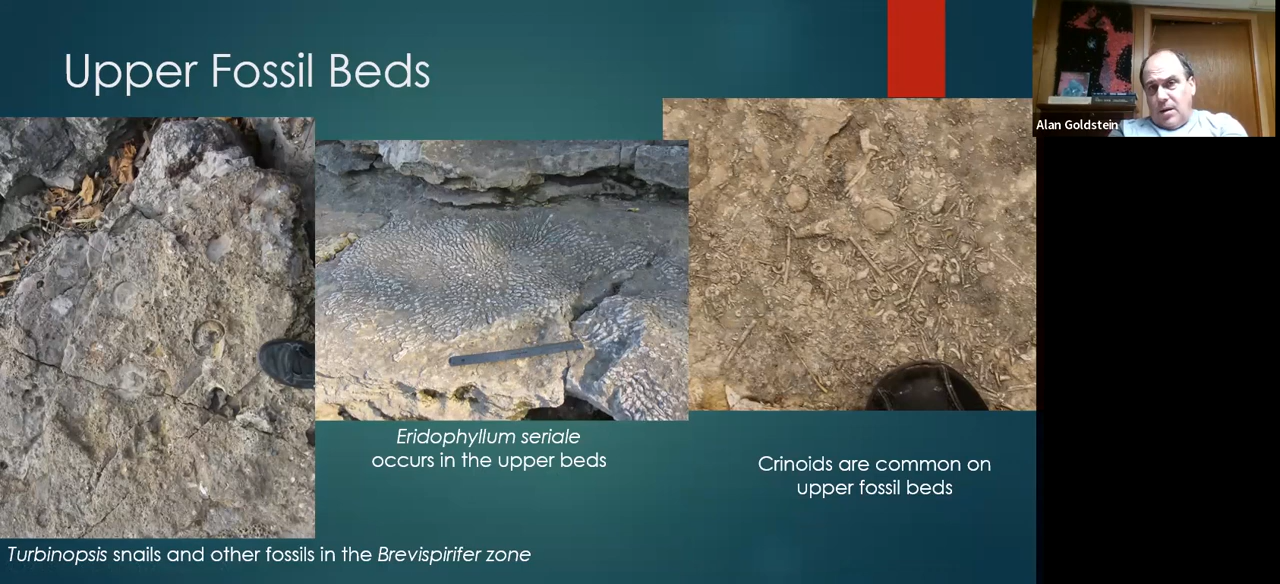 Upper Fossil Beds
Alan Goldstein
Eridophyllum seriale
occurs in the upper beds
Crinoids are common on
upper fossil beds
Turbinopsis snails and other fossils in the Brevispirifer zone